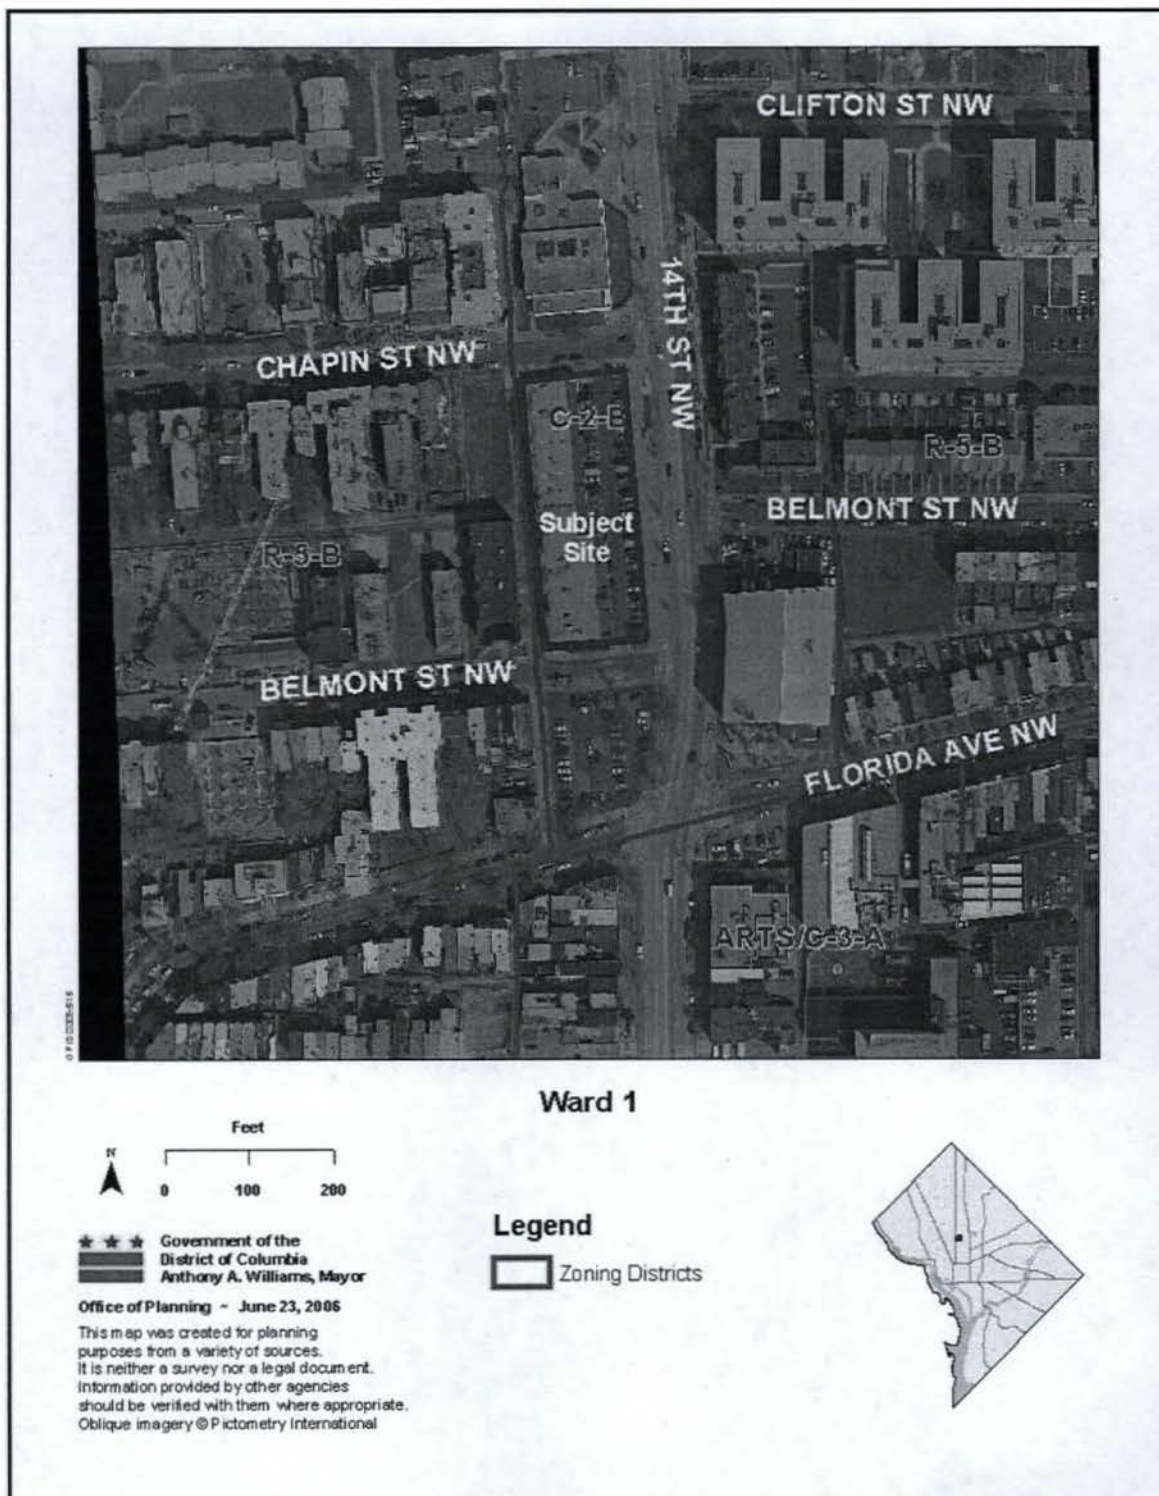 CLIFTON ST NW
14TH ST NW
CHAPIN ST NW
C-2-B
R-5-B
BELMONT ST NW
Subject
Site
R-5-B
BELMONT ST NW
FLORIDA AVE NW
ARTS/C-3-A
Ward 1
Feet
N
0 100 200
Government of the
District of Columbia
Anthony A. Williams, Mayor
Office of Planning ~ June 23, 2006
This map was created for planning
purposes from a variety of sources.
It is neither a survey nor a legal document.
Information provided by other agencies
should be verified with them where appropriate.
Oblique imagery © Pictometry International
Legend
Zoning Districts